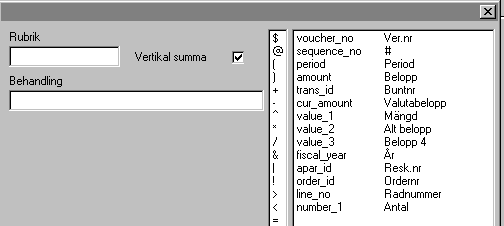 Rubrik
Vertikal summa
Behandling
$
@
(
)
+
-
^
*
/
&
|
!
>
<
=
voucher_no Ver.nr
sequence_no #
period Period
amount Belopp
trans_id Buntnr
cur_amount Valutabelopp
value_1 Mängd
value_2 Alt belopp
value_3 Belopp 4
fiscal_year År
apar_id Resk.nr
order_id Ordernr
line_no Radnummer
number_1 Antal